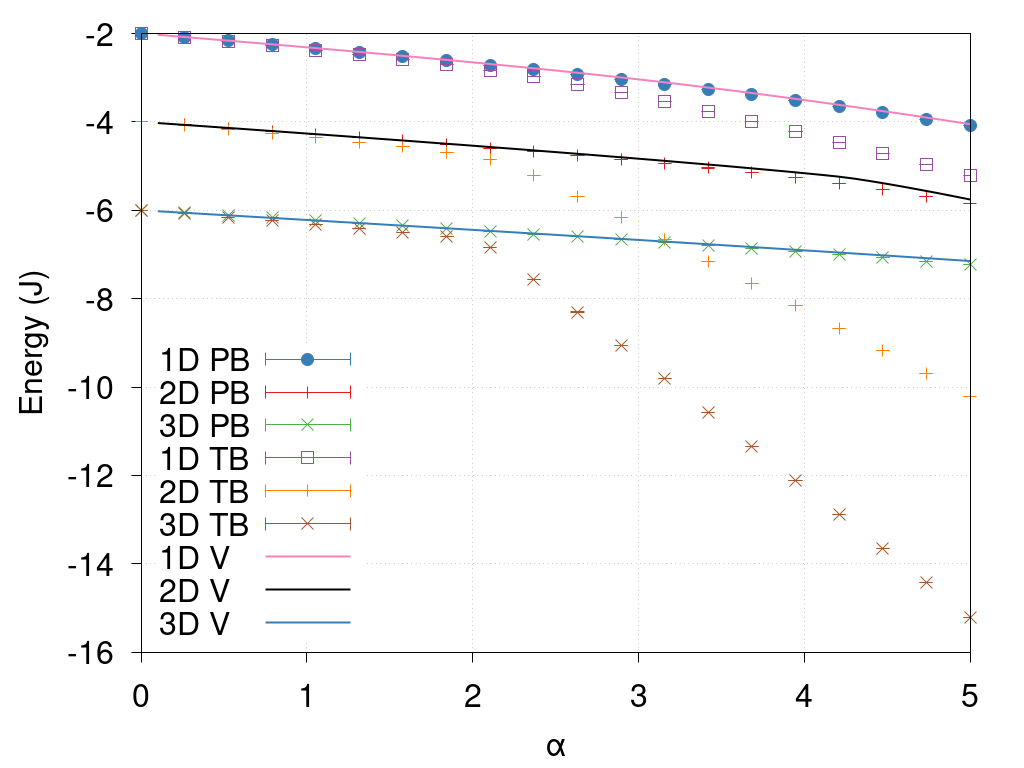 -2
-4
-6
-8
-10
-12
-14
-16
Energy (J)
1D PB
2D PB
3D PB
1D TB
2D TB
3D TB
1D V
2D V
3D V
0 1 2 3 4 5
α